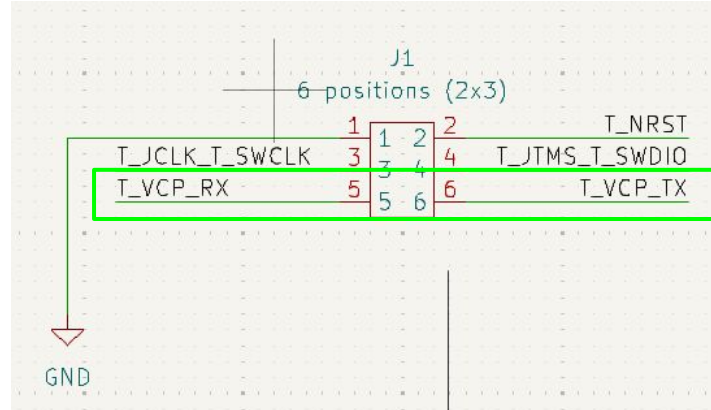 J1
6 positions (2x3)
1 1 2 2 T_NRST
T_JCLK_T_SWCLK 3 3 4 4 T_JTMS_T_SWDIO
T_VCP_RX 5 5 6 6 T_VCP_TX
GND